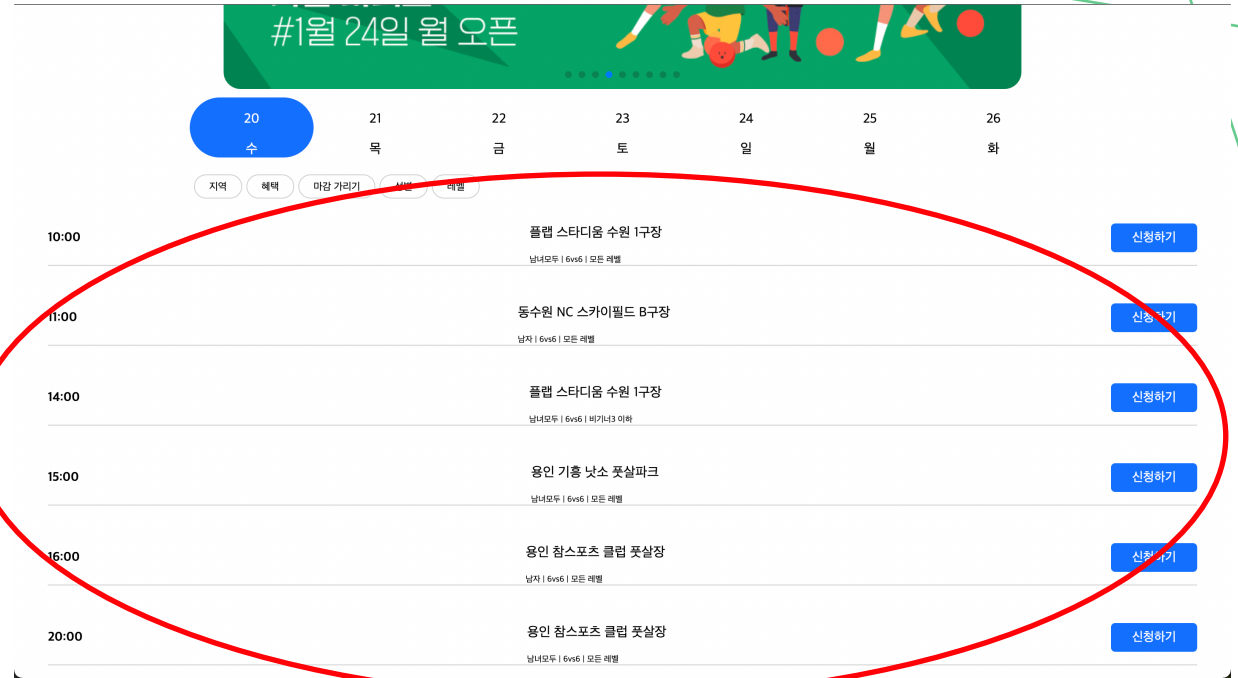 #1월 24일 월 오픈
20 21 22 23 24 25 26
수 목 금 토 일 월 화
지역 혜택 마감 가리기 성별 레벨
10:00 플랩 스타디움 수원 1구장 신청하기
남녀모두 | 6vs6 | 모든 레벨
11:00 동수원 NC 스카이필드 B구장 신청하기
남자 | 6vs6 | 모든 레벨
14:00 플랩 스타디움 수원 1구장 신청하기
남녀모두 | 6vs6 | 비기너3 이하
15:00 용인 기흥 낫소 풋살파크 신청하기
남녀모두 | 6vs6 | 모든 레벨
16:00 용인 참스포츠 클럽 풋살장 신청하기
남자 | 6vs6 | 모든 레벨
20:00 용인 참스포츠 클럽 풋살장 신청하기
남녀모두 | 6vs6 | 모든 레벨